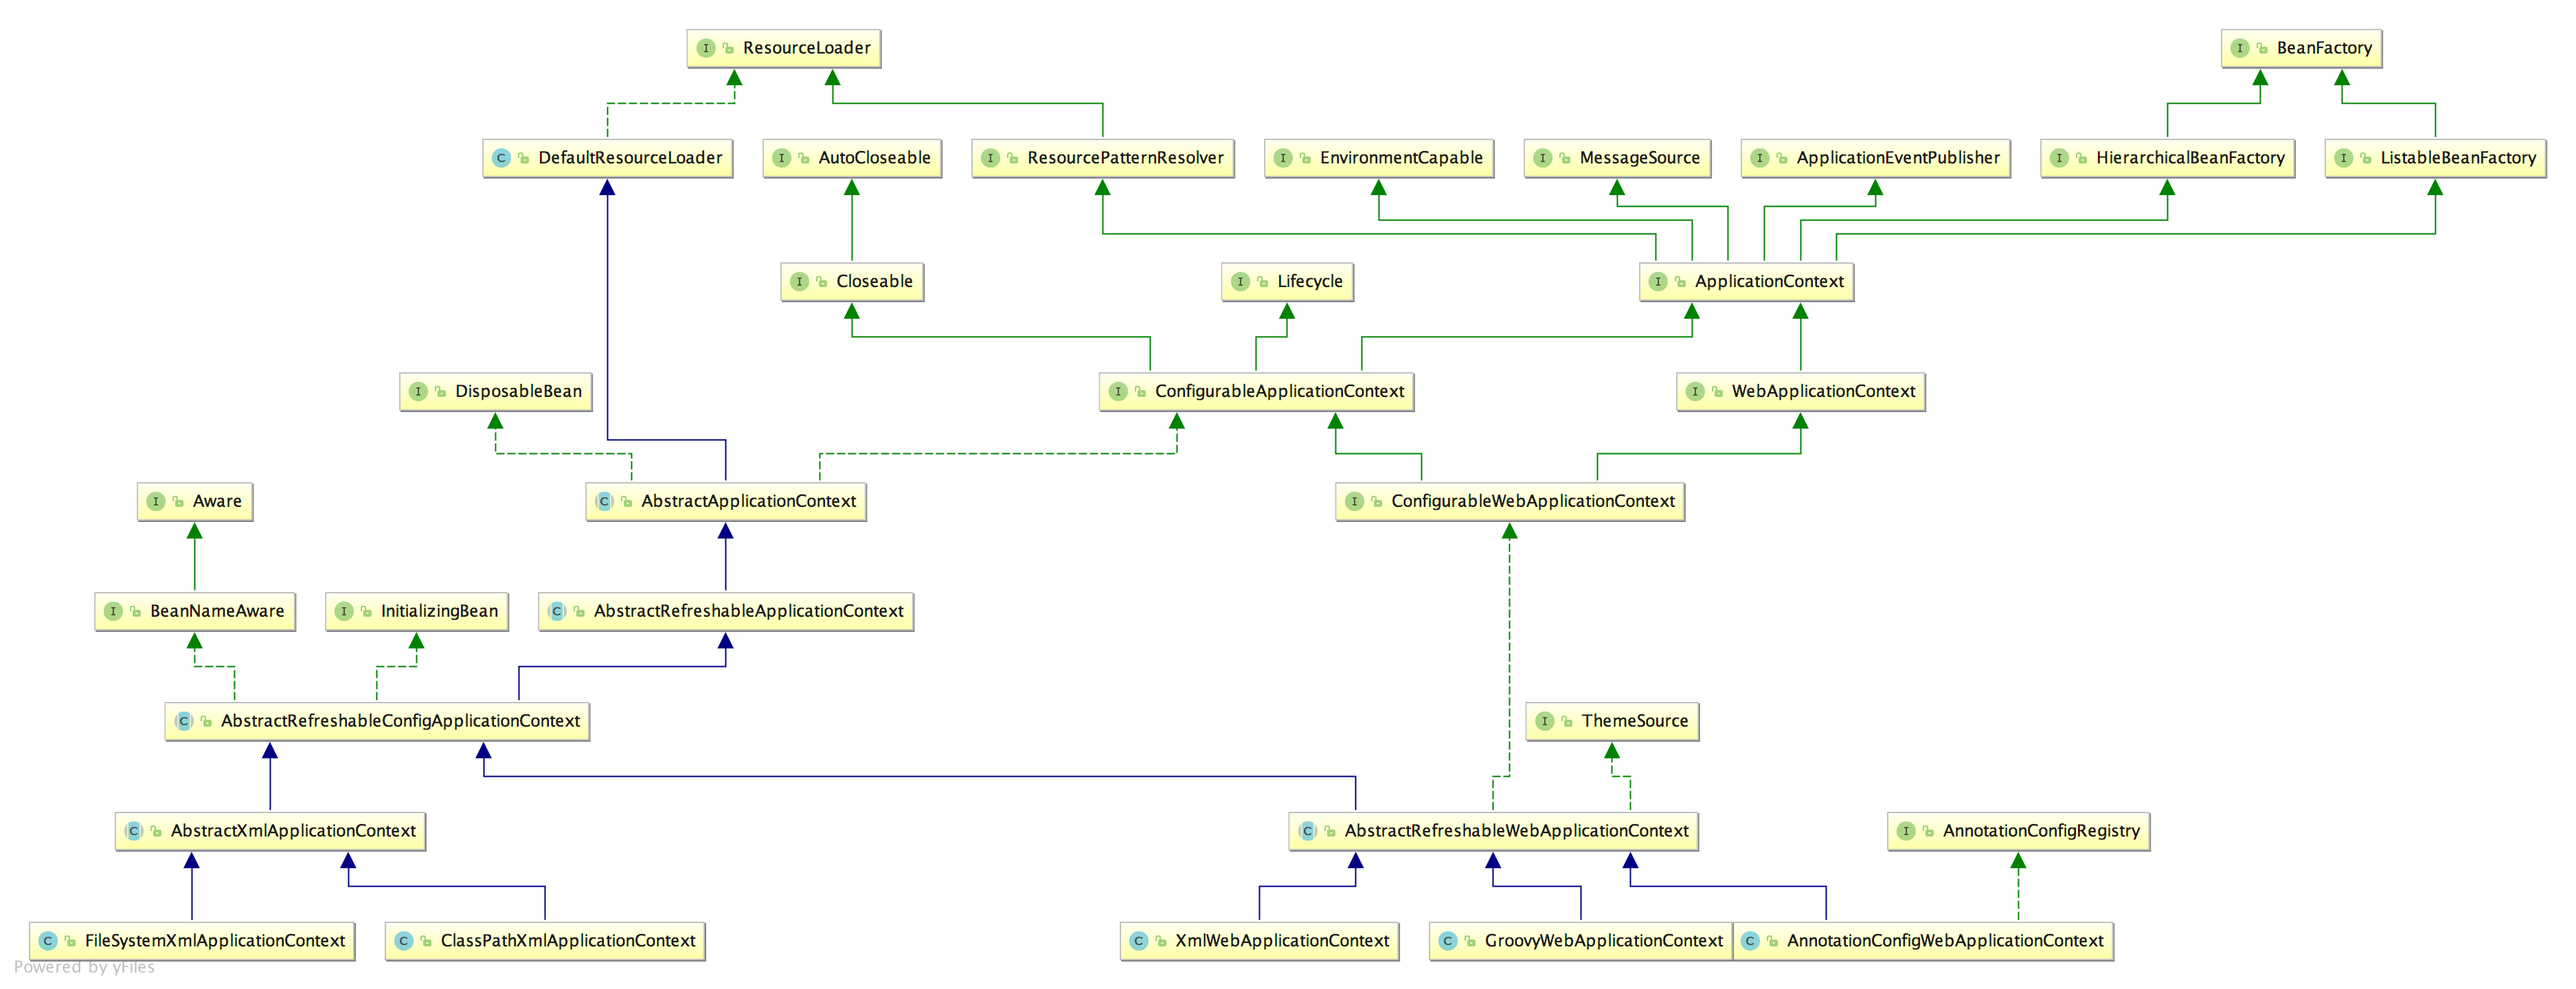 ResourceLoader
BeanFactory
DefaultResourceLoader
AutoCloseable
ResourcePatternResolver
EnvironmentCapable
MessageSource
ApplicationEventPublisher
HierarchicalBeanFactory
ListableBeanFactory
Closeable
Lifecycle
ApplicationContext
DisposableBean
ConfigurableApplicationContext
WebApplicationContext
Aware
AbstractApplicationContext
ConfigurableWebApplicationContext
BeanNameAware
InitializingBean
AbstractRefreshableApplicationContext
AbstractRefreshableConfigApplicationContext
ThemeSource
AbstractXmlApplicationContext
AbstractRefreshableWebApplicationContext
AnnotationConfigRegistry
FileSystemXmlApplicationContext
ClassPathXmlApplicationContext
XmlWebApplicationContext
GroovyWebApplicationContext
AnnotationConfigWebApplicationContext
Powered by yFiles